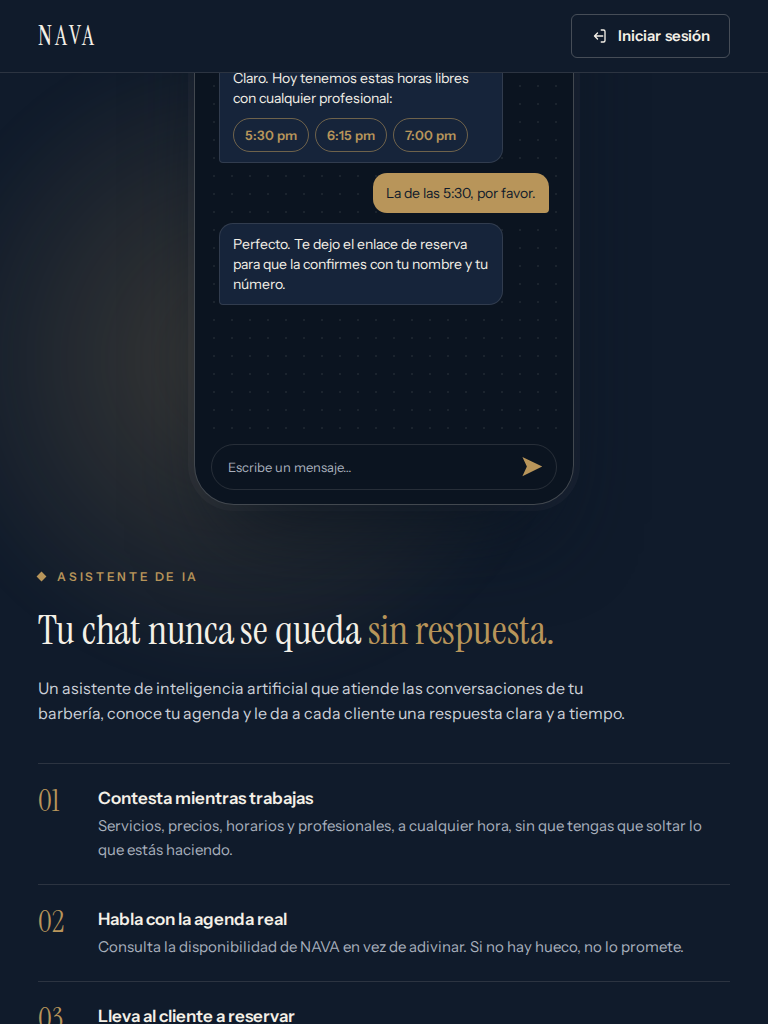 NAVA
Iniciar sesión
Claro. Hoy tenemos estas horas libres
con cualquier profesional:
5:30 pm
6:15 pm
7:00 pm
La de las 5:30, por favor.
Perfecto. Te dejo el enlace de reserva
para que la confirmes con tu nombre y tu
número.
Escribe un mensaje...
ASISTENTE DE IA
Tu chat nunca se queda sin respuesta.
Un asistente de inteligencia artificial que atiende las conversaciones de tu
barbería, conoce tu agenda y le da a cada cliente una respuesta clara y a tiempo.
01
Contesta mientras trabajas
Servicios, precios, horarios y profesionales, a cualquier hora, sin que tengas que soltar lo
que estás haciendo.
02
Habla con la agenda real
Consulta la disponibilidad de NAVA en vez de adivinar. Si no hay hueco, no lo promete.
03
Lleva al cliente a reservar